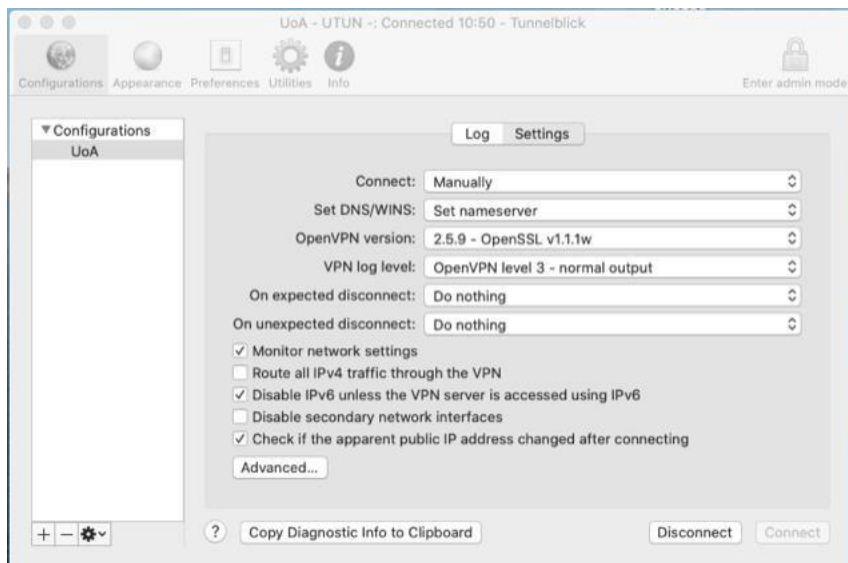 UoA - UTUN -: Connected 10:50 - Tunnelblick
Configurations Appearance Preferences Utilities Info Enter admin mode
Configurations
UoA
Log Settings
Connect: Manually
Set DNS/WINS: Set nameserver
OpenVPN version: 2.5.9 - OpenSSL v1.1.1w
VPN log level: OpenVPN level 3 - normal output
On expected disconnect: Do nothing
On unexpected disconnect: Do nothing
Monitor network settings
Route all IPv4 traffic through the VPN
Disable IPv6 unless the VPN server is accessed using IPv6
Disable secondary network interfaces
Check if the apparent public IP address changed after connecting
Advanced...
? Copy Diagnostic Info to Clipboard Disconnect Connect